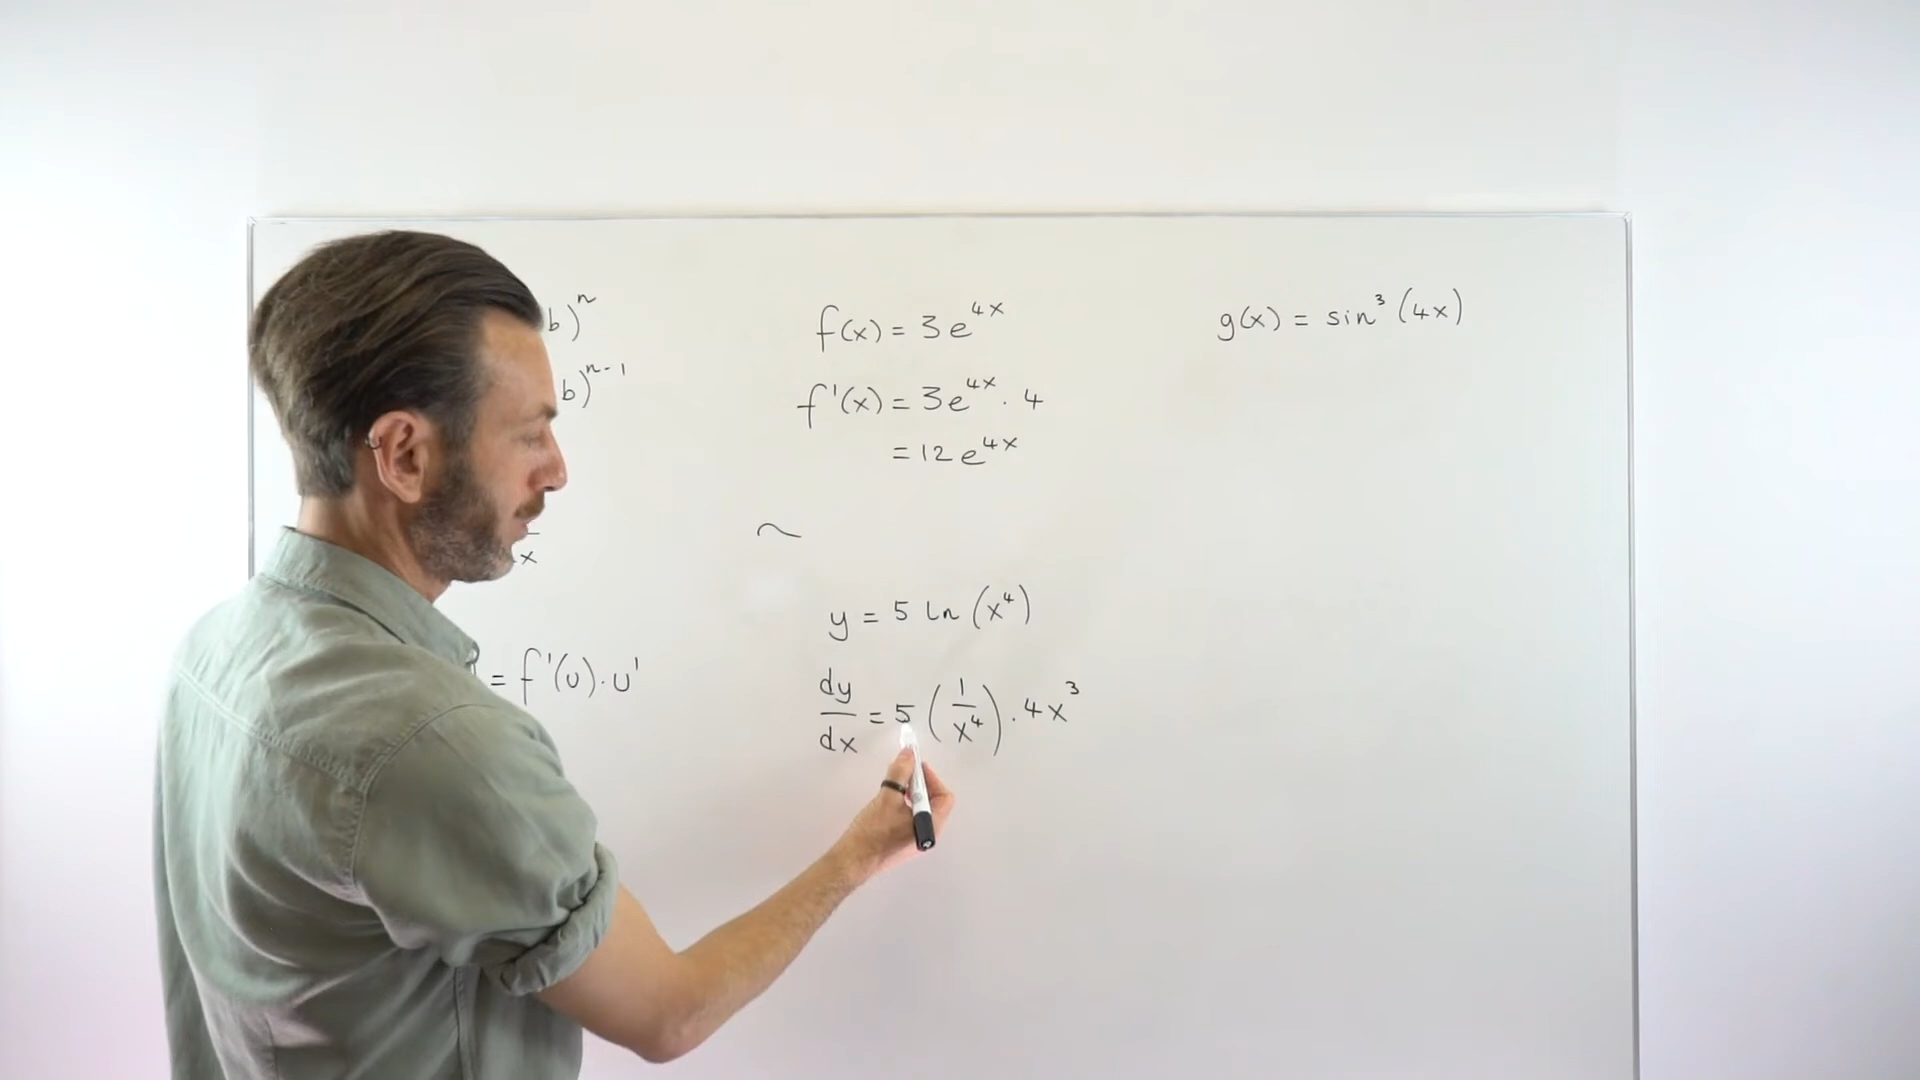 b)ⁿ
b)ⁿ⁻¹
x
= f'(u)·u'
f(x) = 3e⁴ˣ
f'(x) = 3e⁴ˣ · 4
= 12e⁴ˣ
~
y = 5 ln (x⁴)
dy/dx = 5 (1/x⁴) · 4x³
g(x) = sin³ (4x)